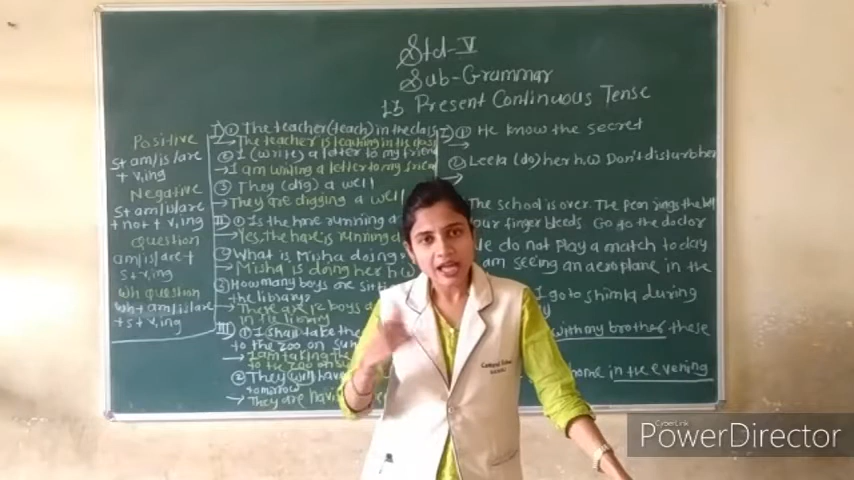 Std-V
Sub-Grammar
13 Present Continuous Tense
Positive
S+am/is/are
+ v,ing
Negative
S+am/is/are
+not+v,ing
Question
am/is/are+
S+v,ing
Wh question
Wh+am/is/are
+s+v,ing
I) ① The teacher (teach) in the class
→ The teacher is teaching in the class
② I (write) a letter to my friend
→ I am writing a letter to my friend
③ They (dig) a well
→ They are digging a well
II) ① Is the hare running
→ Yes, the hare is running
② What is Misha doing
→ Misha is doing her h.w
③ How many boys are
the library?
→ There are 12 boys
in the library
III) ① I shall take the
to the zoo on
→ I am taking the
to the zoo
② They will have
tomorrow
→ They are having
① He know the secret
→
② Leela (do) her h.w Don't disturb her
→
The school is over. The peon rings the bell
your finger bleeds. Go to the doctor
we do not play a match today
am seeing an aeroplane in the
I go to shimla during
with my brother these
home in the evening
CyberLink
PowerDirector